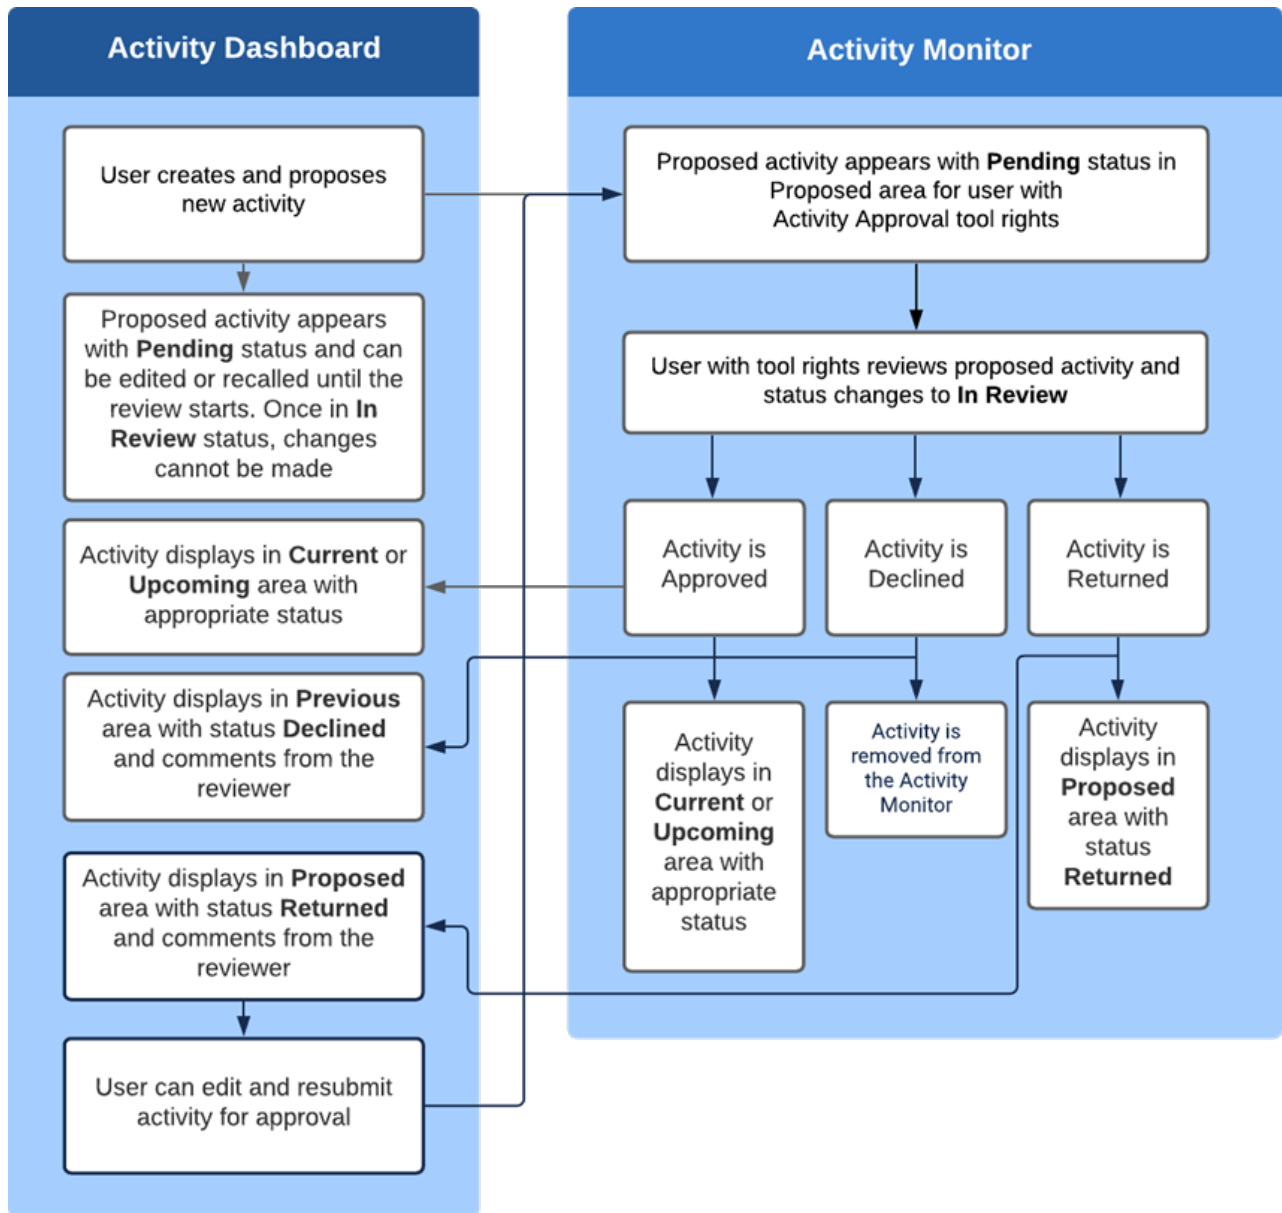 Activity Dashboard
User creates and proposes
new activity
Proposed activity appears
with Pending status and can
be edited or recalled until the
review starts. Once in In
Review status, changes
cannot be made
Activity displays in Current or
Upcoming area with
appropriate status
Activity displays in Previous
area with status Declined
and comments from the
reviewer
Activity displays in Proposed
area with status Returned
and comments from the
reviewer
User can edit and resubmit
activity for approval
Activity Monitor
Proposed activity appears with Pending status in
Proposed area for user with
Activity Approval tool rights
User with tool rights reviews proposed activity and
status changes to In Review
Activity is
Approved
Activity is
Declined
Activity is
Returned
Activity
displays in
Current or
Upcoming
area with
appropriate
status
Activity is
removed from
the Activity
Monitor
Activity
displays in
Proposed
area with
status
Returned